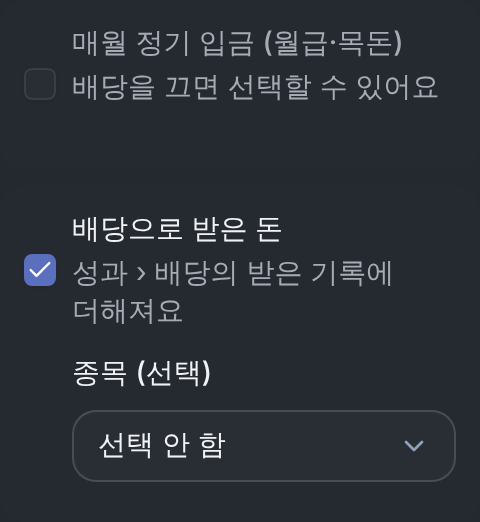 매월 정기 입금 (월급·목돈)
배당을 끄면 선택할 수 있어요
배당으로 받은 돈
성과 › 배당의 받은 기록에
더해져요
종목 (선택)
선택 안 함